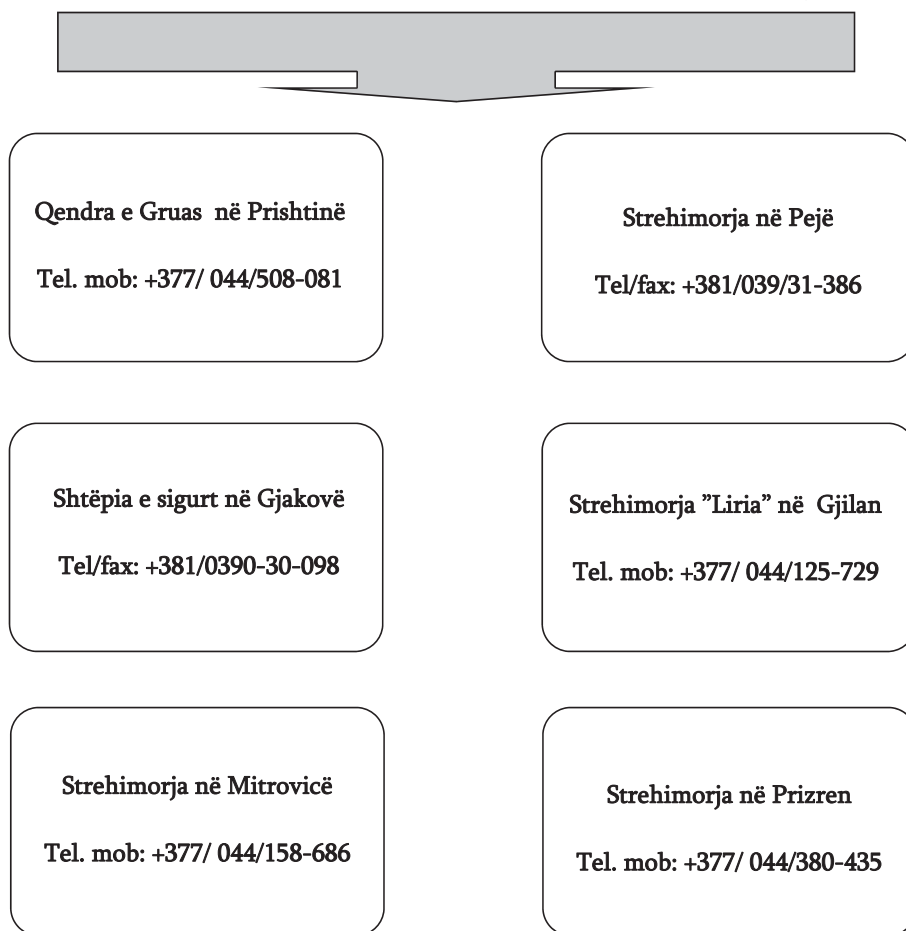 Qendra e Gruas në Prishtinë
Tel. mob: +377/ 044/508-081
Strehimorja në Pejë
Tel/fax: +381/039/31-386
Shtëpia e sigurt në Gjakovë
Tel/fax: +381/0390-30-098
Strehimorja ”Liria” në Gjilan
Tel. mob: +377/ 044/125-729
Strehimorja në Mitrovicë
Tel. mob: +377/ 044/158-686
Strehimorja në Prizren
Tel. mob: +377/ 044/380-435